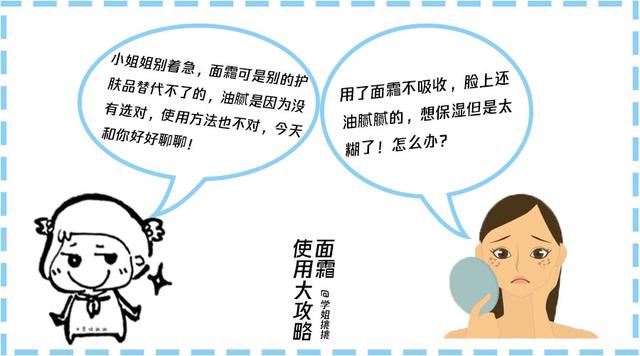 小姐姐别着急，面霜可是别的护
肤品替代不了的，油腻是因为没
有选对，使用方法也不对，今天
和你好好聊聊！
用了面霜不吸收，脸上还
油腻腻的，想保湿但是太
糊了！怎么办？
面霜
使用大攻略
@学姐挑挑